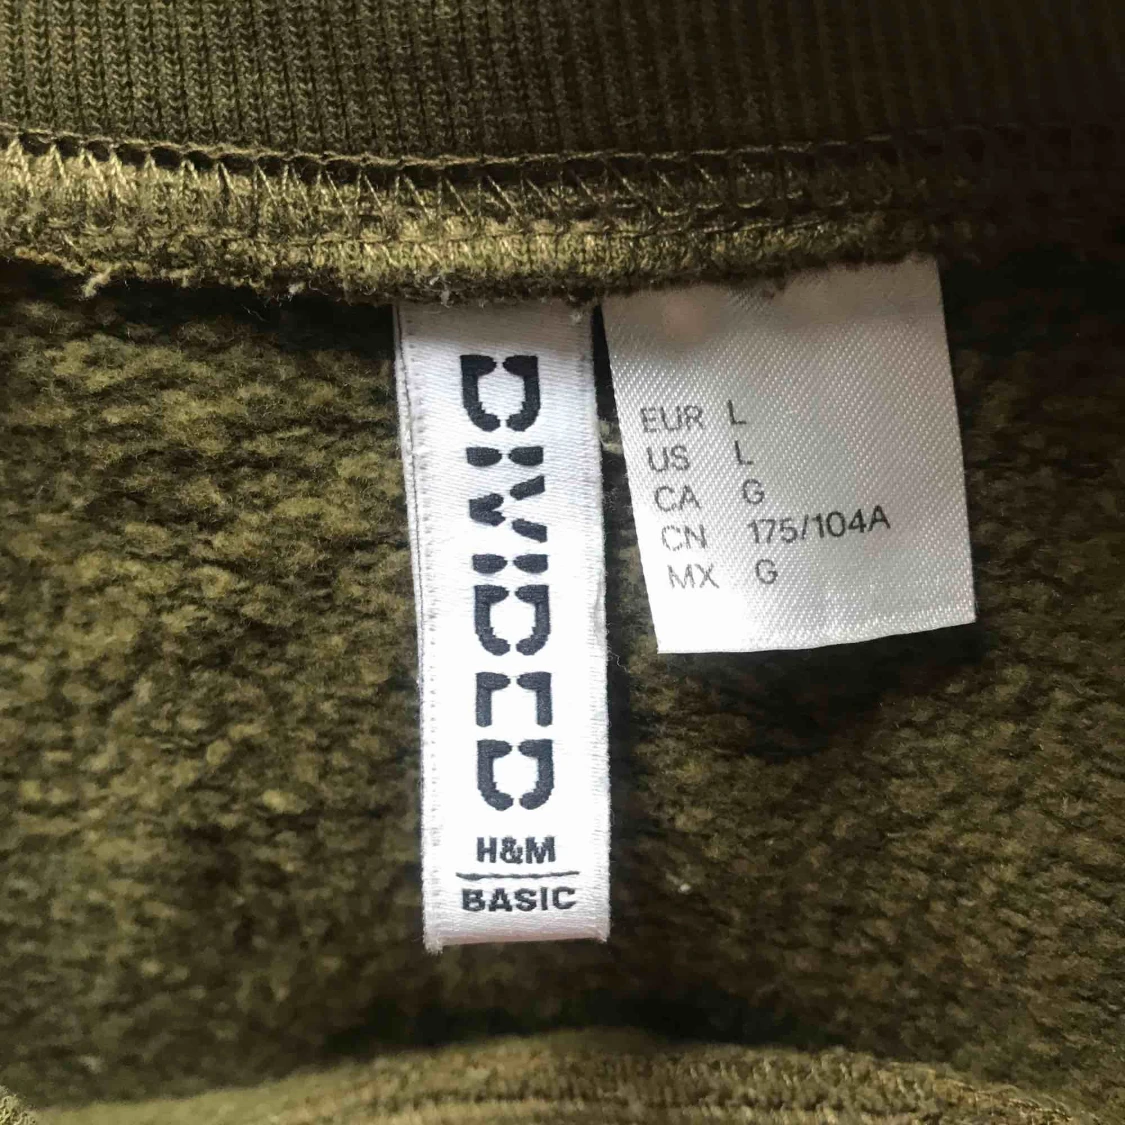 DIVIDED
H&M
BASIC
EUR L
US L
CA G
CN 175/104A
MX G